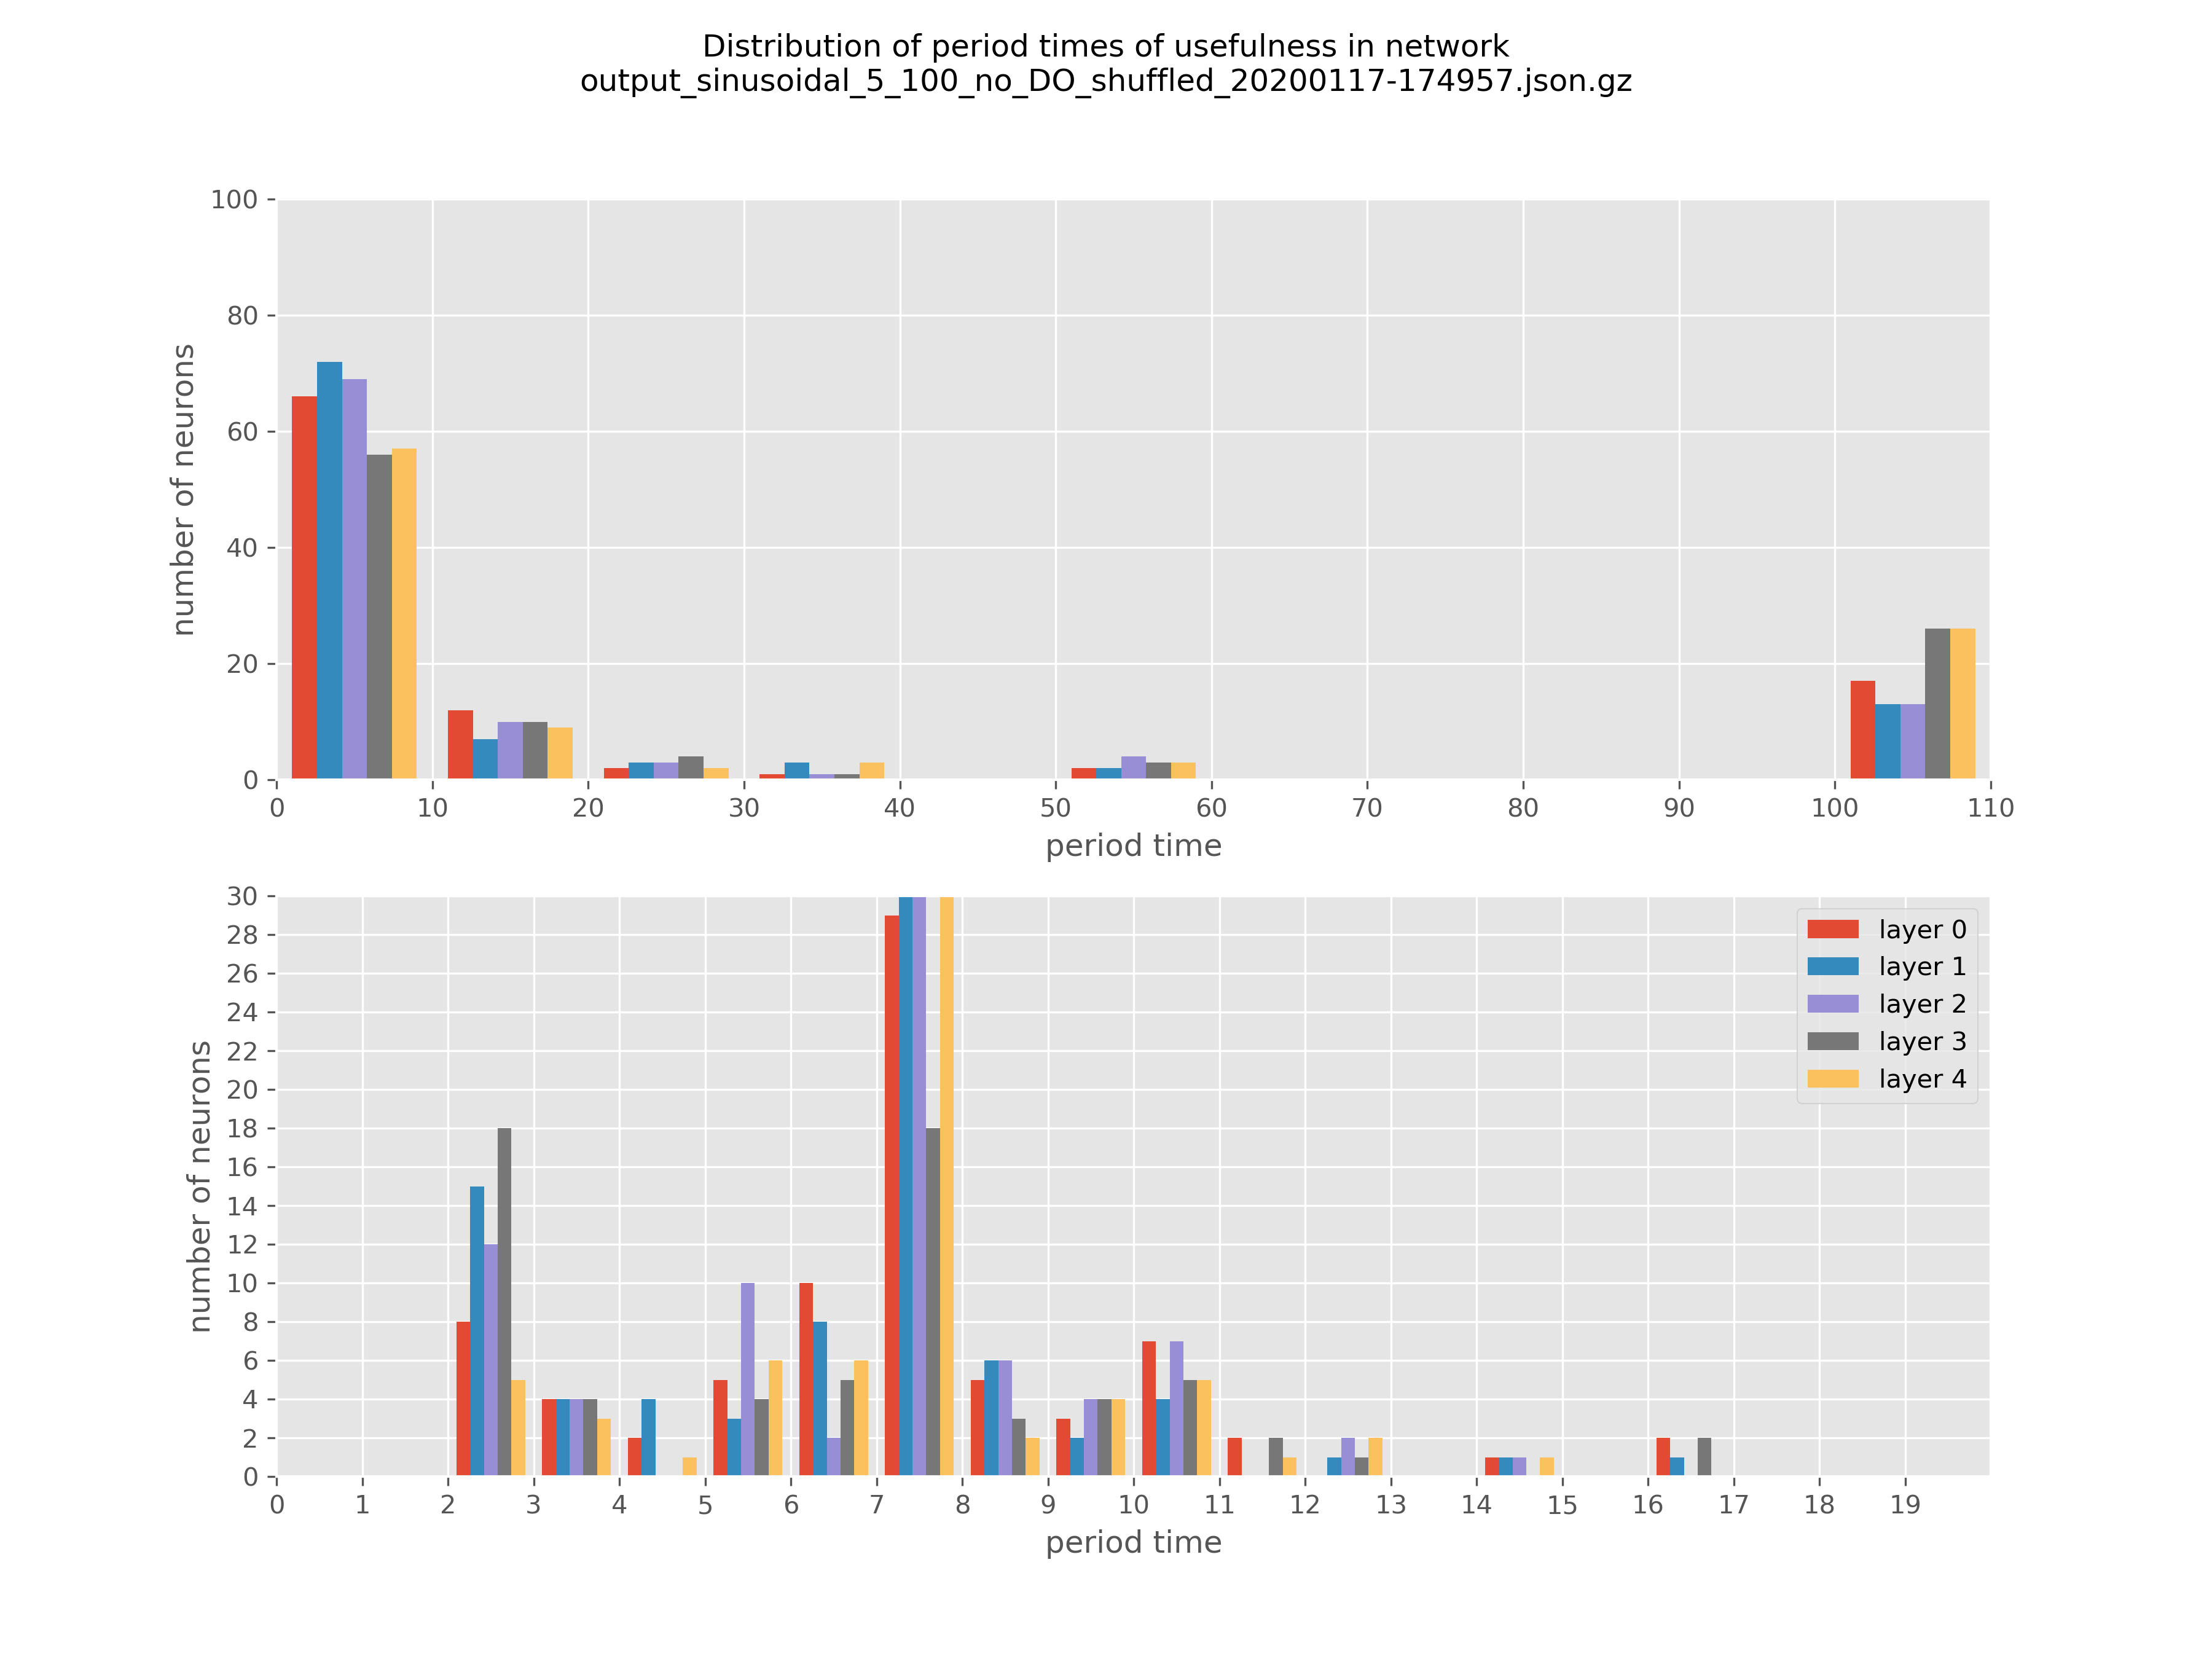 Distribution of period times of usefulness in network
output_sinusoidal_5_100_no_DO_shuffled_20200117-174957.json.gz
100
80
60
40
20
0
number of neurons
0 10 20 30 40 50 60 70 80 90 100 110
period time
30
28
26
24
22
20
18
16
14
12
10
8
6
4
2
0
number of neurons
layer 0
layer 1
layer 2
layer 3
layer 4
0 1 2 3 4 5 6 7 8 9 10 11 12 13 14 15 16 17 18 19
period time